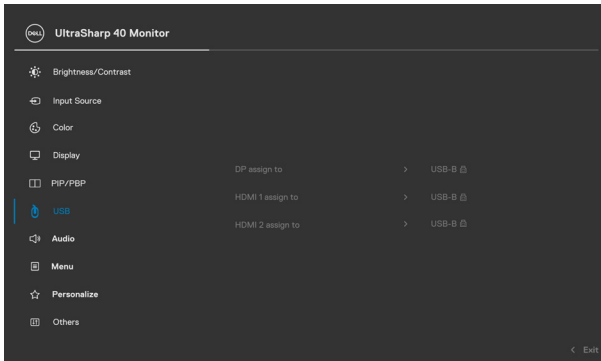 DELL UltraSharp 40 Monitor
Brightness/Contrast
Input Source
Color
Display
DP assign to > USB-B
PIP/PBP
HDMI 1 assign to > USB-B
USB
HDMI 2 assign to > USB-B
Audio
Menu
Personalize
Others
< Exit